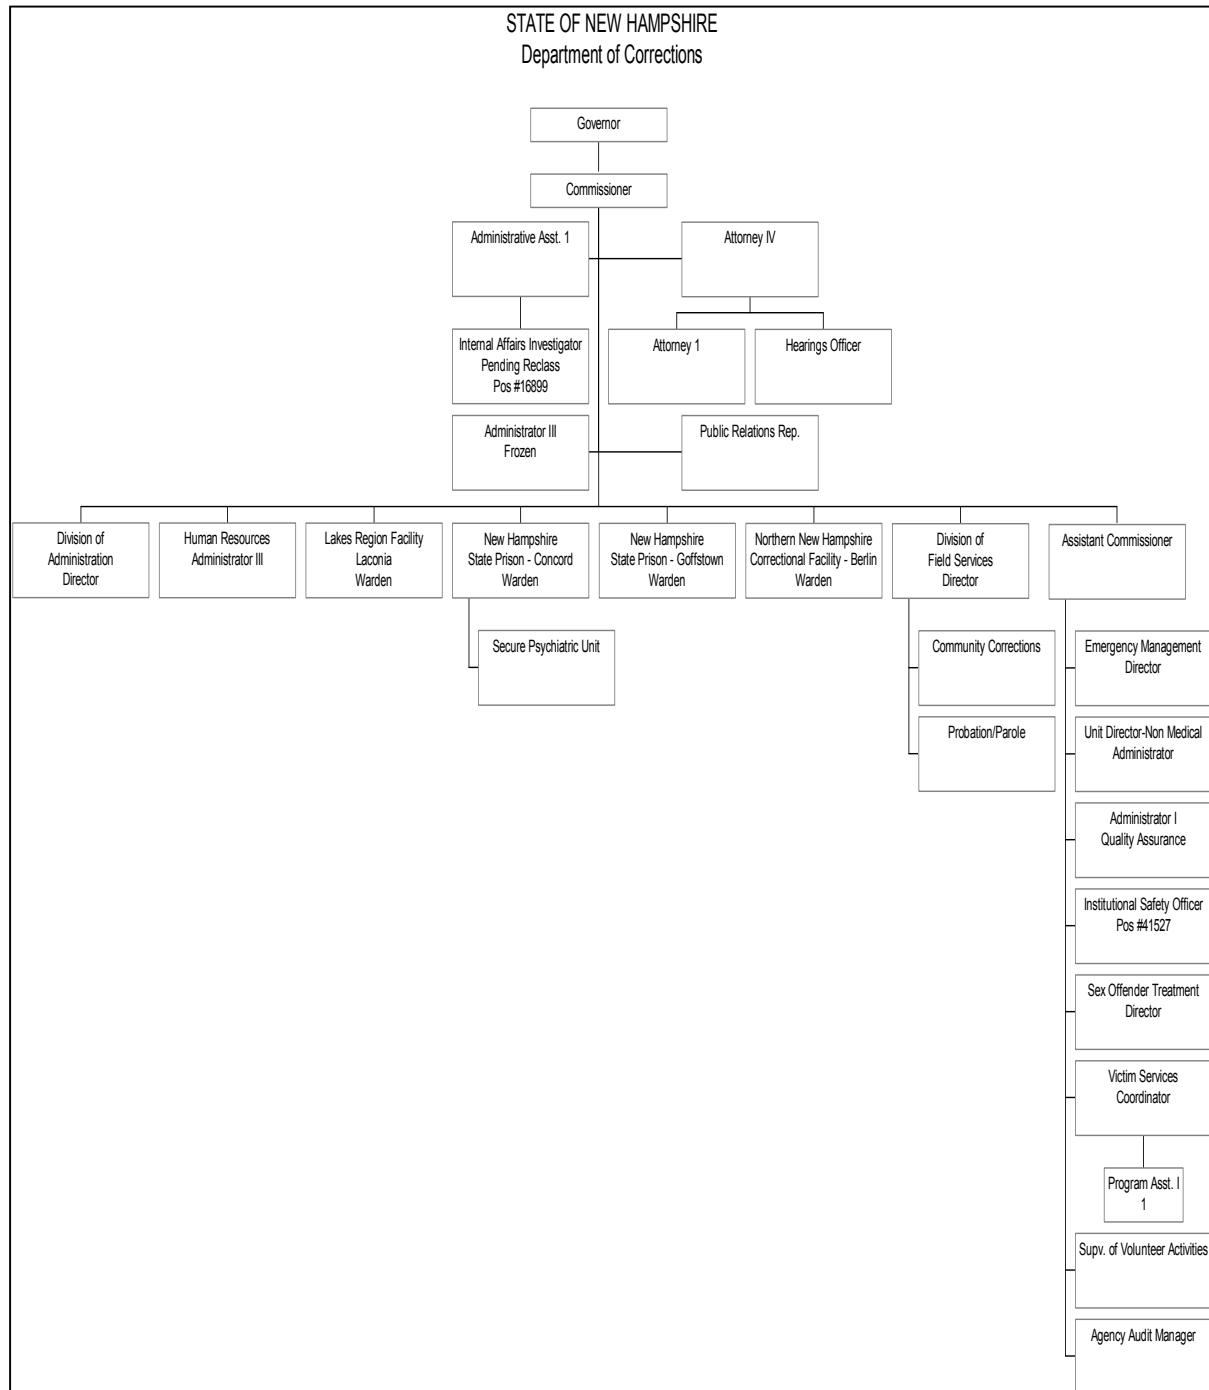 STATE OF NEW HAMPSHIRE
Department of Corrections
Governor
Commissioner
Administrative Asst. 1
Attorney IV
Internal Affairs Investigator
Pending Reclass
Pos #16899
Attorney 1
Hearings Officer
Administrator III
Frozen
Public Relations Rep.
Division of
Administration
Director
Human Resources
Administrator III
Lakes Region Facility
Laconia
Warden
New Hampshire
State Prison - Concord
Warden
New Hampshire
State Prison - Goffstown
Warden
Northern New Hampshire
Correctional Facility - Berlin
Warden
Division of
Field Services
Director
Assistant Commissioner
Secure Psychiatric Unit
Community Corrections
Probation/Parole
Emergency Management
Director
Unit Director-Non Medical
Administrator
Administrator I
Quality Assurance
Institutional Safety Officer
Pos #41527
Sex Offender Treatment
Director
Victim Services
Coordinator
Program Asst. I
1
Supv. of Volunteer Activities
Agency Audit Manager